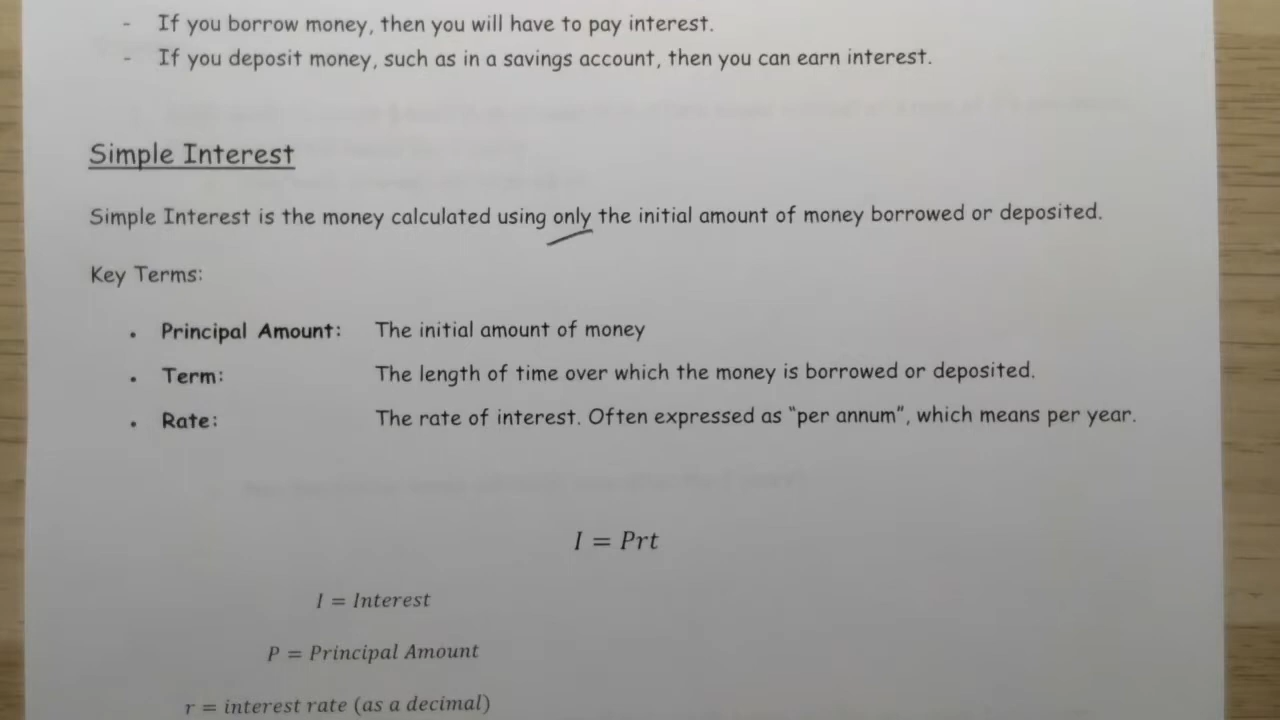 - If you borrow money, then you will have to pay interest.
- If you deposit money, such as in a savings account, then you can earn interest.
Simple Interest
Simple Interest is the money calculated using only the initial amount of money borrowed or deposited.
Key Terms:
• Principal Amount: The initial amount of money
• Term: The length of time over which the money is borrowed or deposited.
• Rate: The rate of interest. Often expressed as “per annum”, which means per year.
I = Prt
I = Interest
P = Principal Amount
r = interest rate (as a decimal)